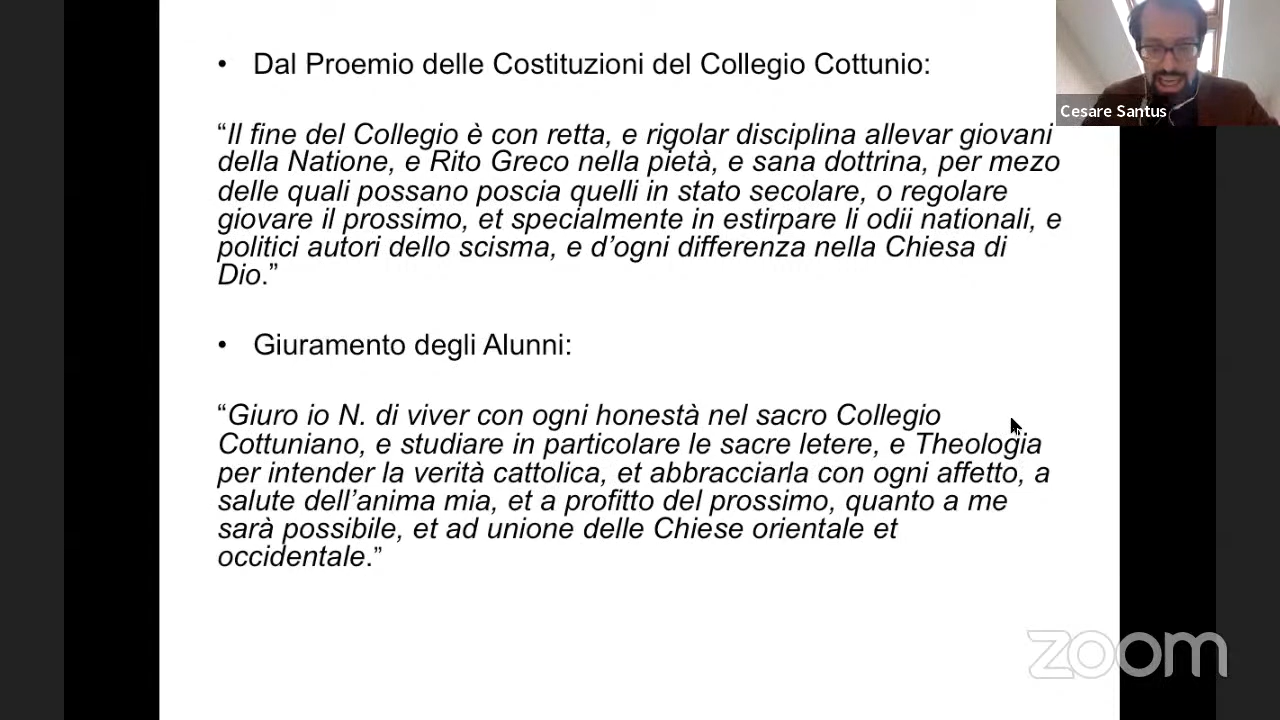 • Dal Proemio delle Costituzioni del Collegio Cottunio:
“Il fine del Collegio è con retta, e rigolar disciplina allevar giovani
della Natione, e Rito Greco nella pietà, e sana dottrina, per mezo
delle quali possano poscia quelli in stato secolare, o regolare
giovare il prossimo, et specialmente in estirpare li odii nationali, e
politici autori dello scisma, e d’ogni differenza nella Chiesa di
Dio.”
• Giuramento degli Alunni:
“Giuro io N. di viver con ogni honestà nel sacro Collegio
Cottuniano, e studiare in particolare le sacre letere, e Theologia
per intender la verità cattolica, et abbracciarla con ogni affetto, a
salute dell’anima mia, et a profitto del prossimo, quanto a me
sarà possibile, et ad unione delle Chiese orientale et
occidentale.”
Cesare Santus
zoom